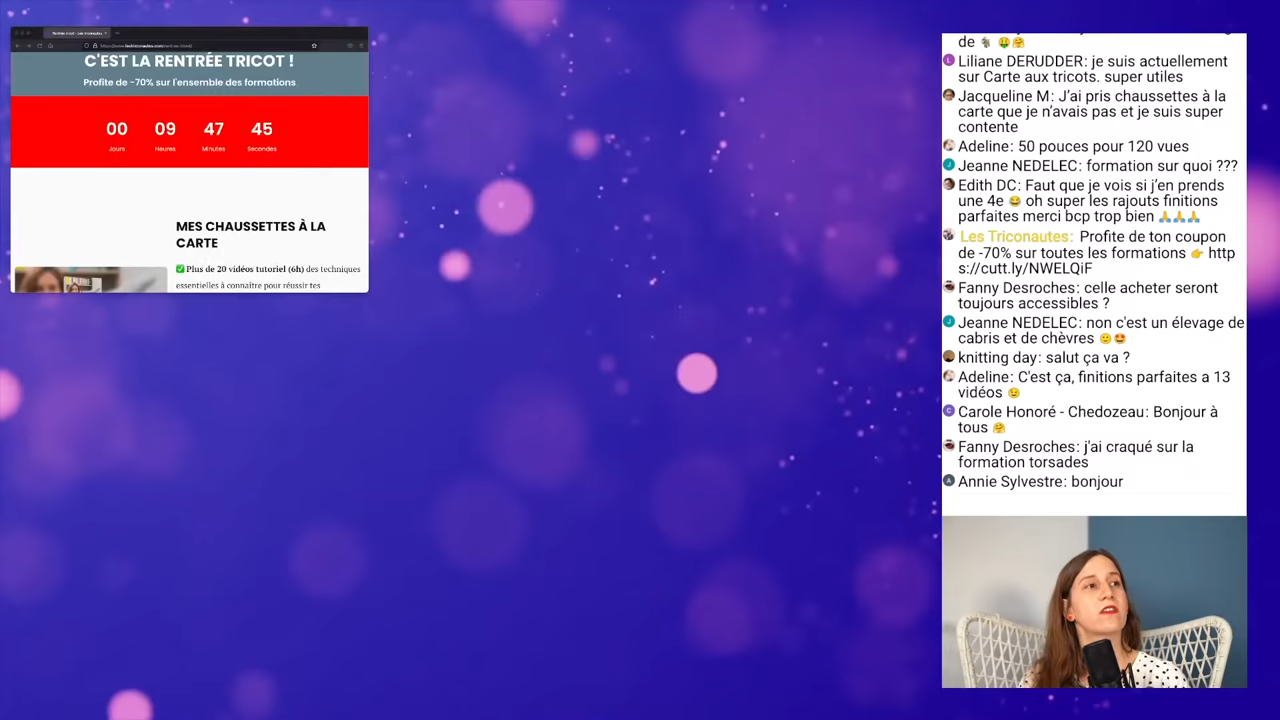 Rentrée tricot - Les triconautes
C'EST LA RENTRÉE TRICOT !
Profite de -70% sur l'ensemble des formations
00 09 47 45
Jours Heures Minutes Secondes
MES CHAUSSETTES À LA
CARTE
✅ Plus de 20 vidéos tutoriel (6h) des techniques
essentielles à connaître pour réussir tes
de 🐐 🤑🤗
Liliane DERUDDER: je suis actuellement
sur Carte aux tricots. super utiles
Jacqueline M: J'ai pris chaussettes à la
carte que je n'avais pas et je suis super
contente
Adeline: 50 pouces pour 120 vues
Jeanne NEDELEC: formation sur quoi ???
Edith DC: Faut que je vois si j'en prends
une 4e 😂 oh super les rajouts finitions
parfaites merci bcp trop bien 🙏🙏🙏
Les Triconautes: Profite de ton coupon
de -70% sur toutes les formations 👉 http
s://cutt.ly/NWELQiF
Fanny Desroches: celle acheter seront
toujours accessibles ?
Jeanne NEDELEC: non c'est un élevage de
cabris et de chèvres 🙂🤩
knitting day: salut ça va ?
Adeline: C'est ça, finitions parfaites a 13
vidéos 😉
Carole Honoré - Chedozeau: Bonjour à
tous 🤗
Fanny Desroches: j'ai craqué sur la
formation torsades
Annie Sylvestre: bonjour